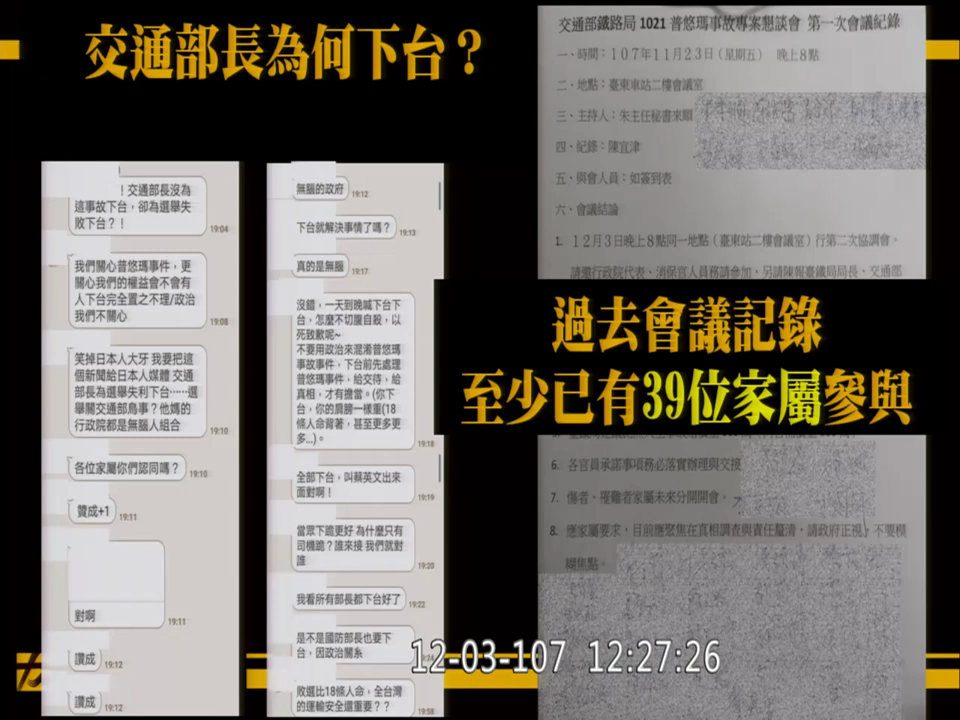 交通部長為何下台？
！交通部長沒為
這事故下台，卻為選舉失
敗下台？！
19:04
我們關心普悠瑪事件，更
關心我們的權益會不會有
人下台完全置之不理/政治
我們不關心
19:08
笑掉日本人大牙 我要把這
個新聞給日本人媒體 交通
部長為選舉失利下台……選
舉關交通部鳥事？他媽的
行政院都是無腦人組合
19:10
各位家屬你們認同嗎？
19:10
贊成+1
19:11
對啊
19:11
讚成
19:12
讚成
19:12
無腦的政府
19:12
下台就解決事情了嗎？
19:13
真的是無腦
19:17
沒錯，一天到晚喊下台下
台，怎麼不切腹自殺，以
死致歉呢~
不要用政治來混淆普悠瑪
事故事件，下台前先處理
普悠瑪事件，給交待，給
真相，才有擔當。(你下
台，你的肩膀一樣重(18
條人命背著，甚至更多更
多...)。
19:18
全部下台，叫蔡英文出來
面對啊！
19:19
當眾下跪更好 為什麼只有
司機跪？誰來接 我們就對
誰
19:20
我看所有部長都下台好了
19:22
是不是國防部長也要下
台，因政治關系
敗選比18條人命，全台灣
的運輸安全還重要？？
19:58
交通部鐵路局 1021 普悠瑪事故專案懇談會 第一次會議紀錄
一、時間：107年11月23日（星期五） 晚上8點
二、地點：臺東車站二樓會議室
三、主持人：朱主任秘書來順
四、紀錄：陳宜津
五、與會人員：如簽到表
六、會議結論
1. 12月3日晚上8點同一地點（臺東站二樓會議室）行第二次協調會。
請邀行政院代表、消保官人員務請參加，另請陳報臺鐵局局長、交通部
過去會議記錄
至少已有39位家屬參與
6. 各官員承諾事項務必落實辦理與交接
7. 傷者、罹難者家屬未來分開開會。
8. 應家屬要求，目前應聚焦在真相調查與責任釐清，請政府正視，不要模
糊焦點。
12-03-107 12:27:26